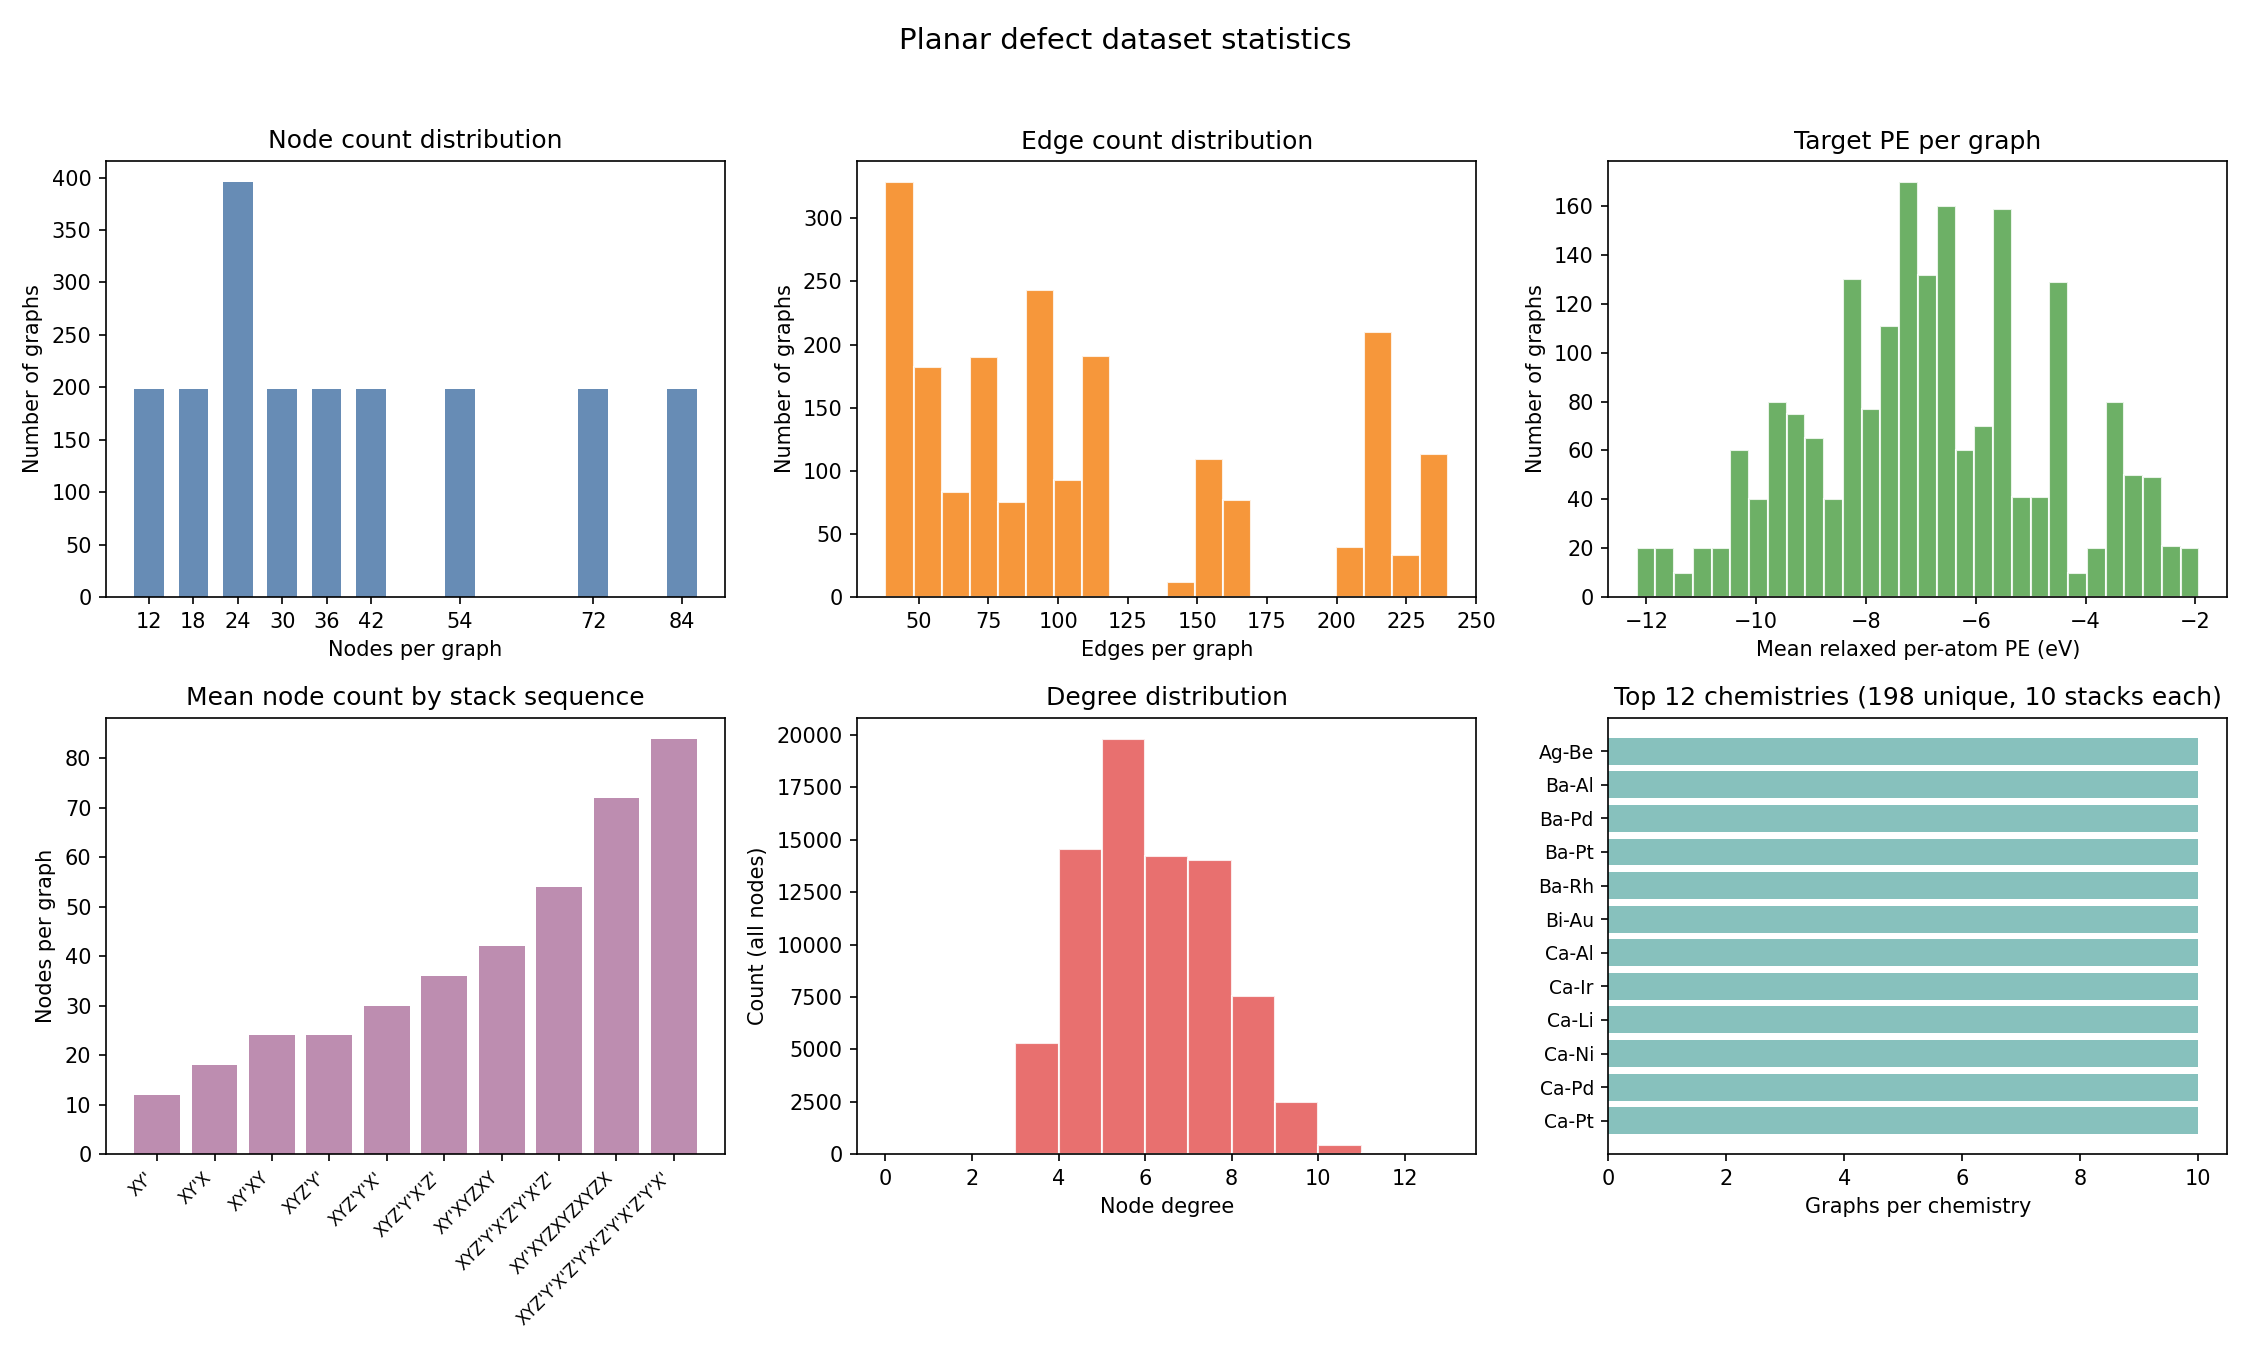 Planar defect dataset statistics
Node count distribution
Number of graphs
400
350
300
250
200
150
100
50
0
12 18 24 30 36 42 54 72 84
Nodes per graph
Edge count distribution
Number of graphs
300
250
200
150
100
50
0
50 75 100 125 150 175 200 225 250
Edges per graph
Target PE per graph
Number of graphs
160
140
120
100
80
60
40
20
0
−12 −10 −8 −6 −4 −2
Mean relaxed per-atom PE (eV)
Mean node count by stack sequence
Nodes per graph
80
70
60
50
40
30
20
10
0
XY'
XY'X
XY'XY
XYZ'Y'
XYZ'Y'X'
XYZ'Y'X'Z'
XY'XYZXY
XYZ'Y'X'Z'Y'X'Z'
XY'XYZXYZXYZX
XYZ'Y'X'Z'Y'X'Z'Y'X'Z'Y'X'
Degree distribution
Count (all nodes)
20000
17500
15000
12500
10000
7500
5000
2500
0
0 2 4 6 8 10 12
Node degree
Top 12 chemistries (198 unique, 10 stacks each)
Ag-Be
Ba-Al
Ba-Pd
Ba-Pt
Ba-Rh
Bi-Au
Ca-Al
Ca-Ir
Ca-Li
Ca-Ni
Ca-Pd
Ca-Pt
0 2 4 6 8 10
Graphs per chemistry